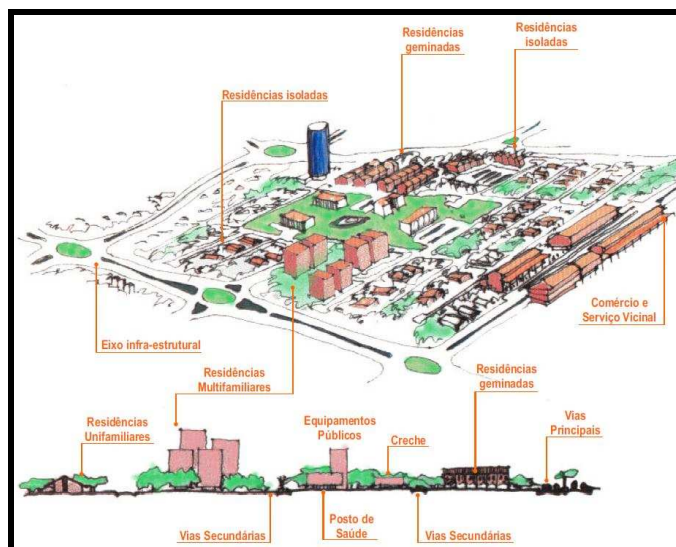 Residências
geminadas
Residências
isoladas
Residências isoladas
Comércio e
Serviço Vicinal
Eixo infra-estrutural
Residências
Multifamiliares
Residências
geminadas
Residências
Unifamiliares
Equipamentos
Públicos
Creche
Vias
Principais
Vias Secundárias
Posto de
Saúde
Vias Secundárias